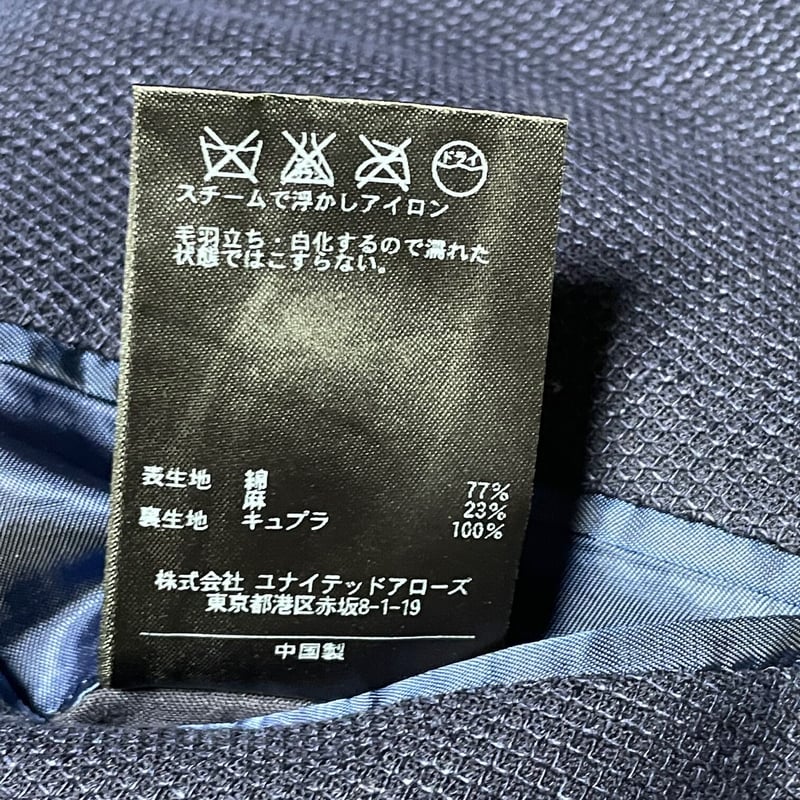 ドライ
スチームで浮かしアイロン
毛羽立ち・白化するので濡れた
状態ではこすらない。
表生地 綿 77%
麻 23%
裏生地 キュプラ 100%
株式会社 ユナイテッドアローズ
東京都港区赤坂8-1-19
中国製